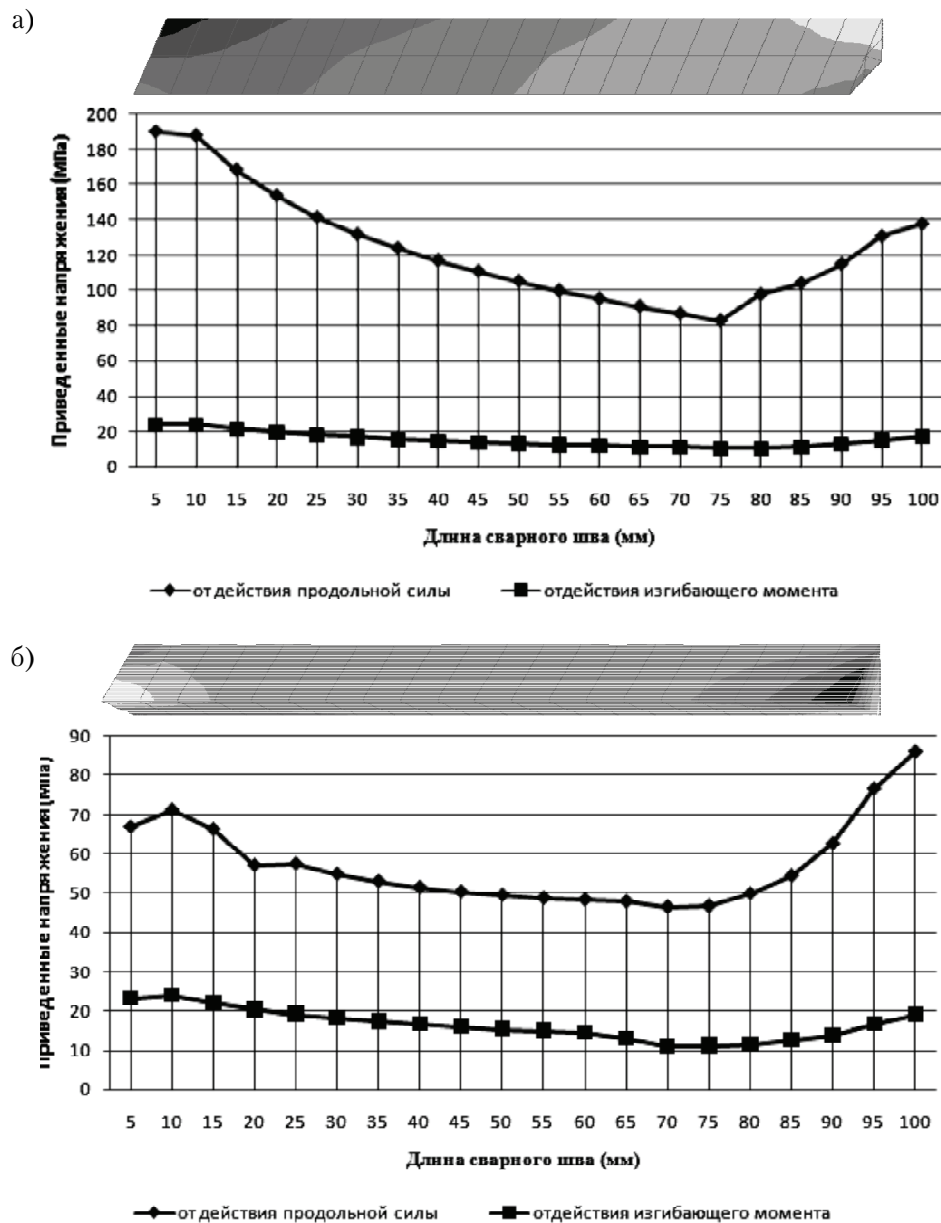 а)
Приведенные напряжения (МПа)
200
180
160
140
120
100
80
60
40
20
0
5 10 15 20 25 30 35 40 45 50 55 60 65 70 75 80 85 90 95 100
Длина сварного шва (мм)
от действия продольной силы от действия изгибающего момента
б)
приведенные напряжения (Мпа)
90
80
70
60
50
40
30
20
10
0
5 10 15 20 25 30 35 40 45 50 55 60 65 70 75 80 85 90 95 100
Длина сварного шва (мм)
от действия продольной силы от действия изгибающего момента